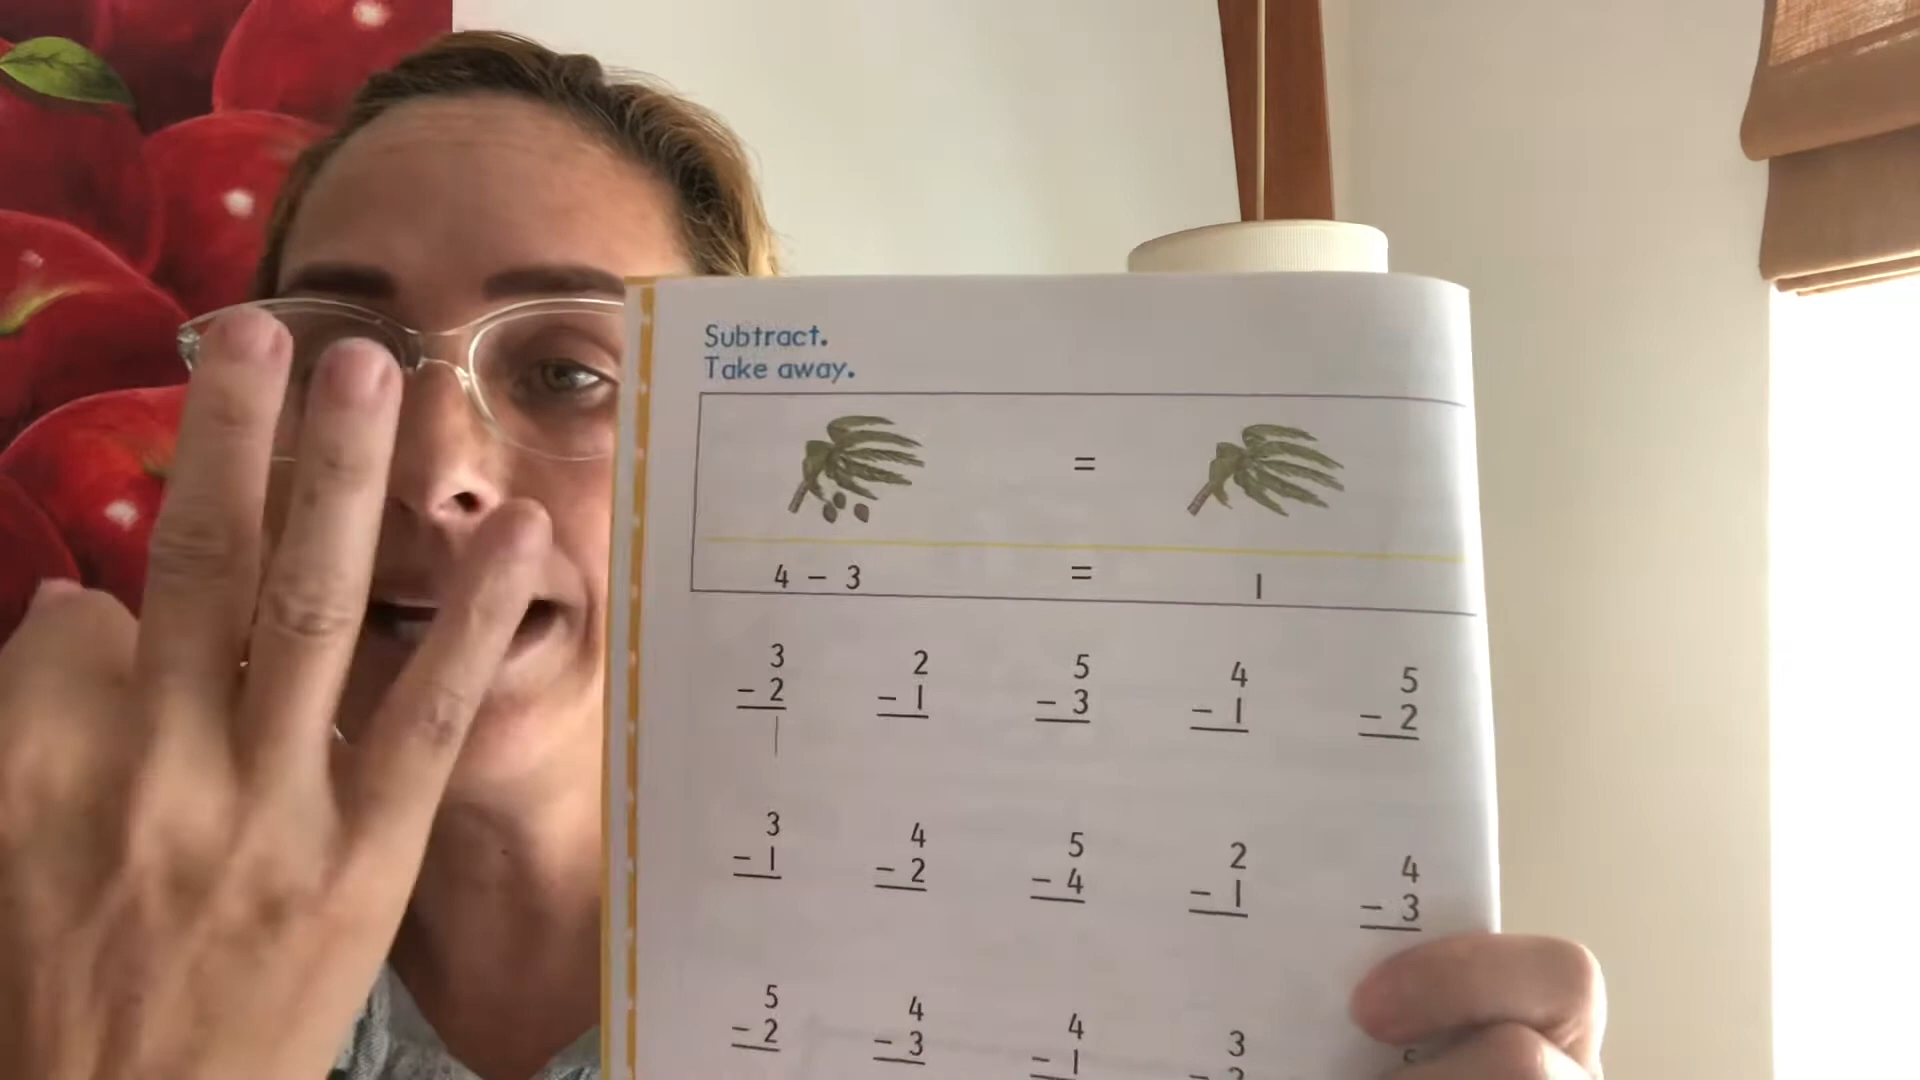 Subtract.
Take away.
=
4 - 3 = 1
3 2 5 4 5
- 2 - 1 - 3 - 1 - 2
1
3 4 5 2 4
- 1 - 2 - 4 - 1 - 3
5 4 4 3
- 2 - 3 - 1